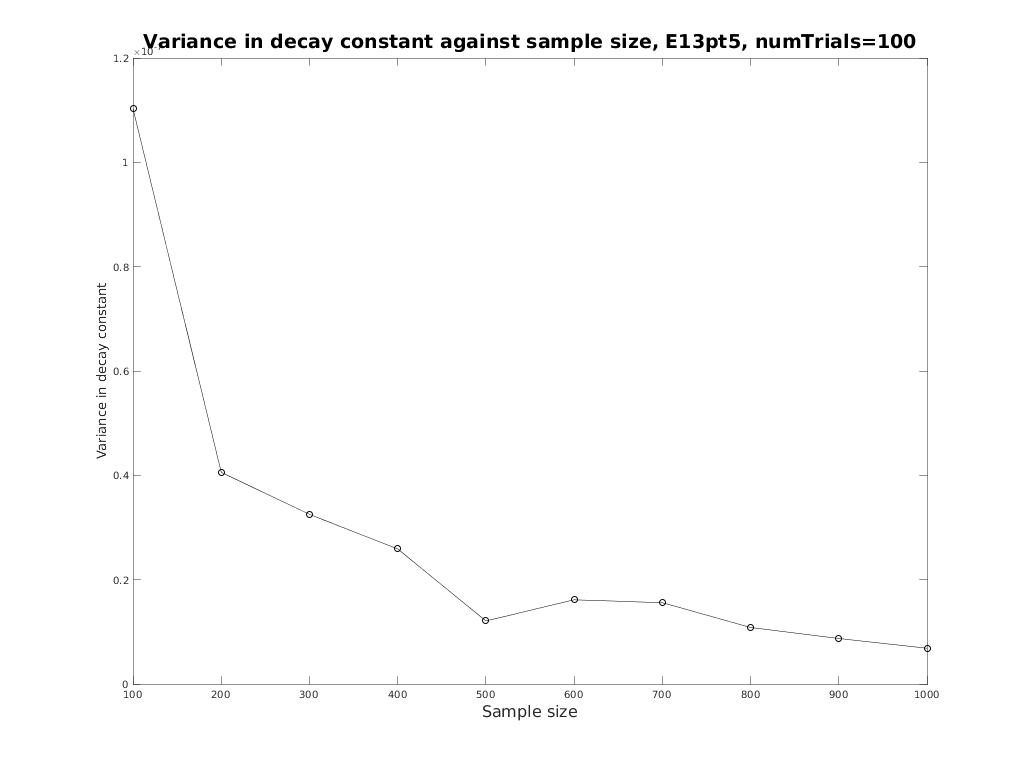 Variance in decay constant against sample size, E13pt5, numTrials=100
×10
1.2
1
0.8
0.6
0.4
0.2
0
Variance in decay constant
100 200 300 400 500 600 700 800 900 1000
Sample size